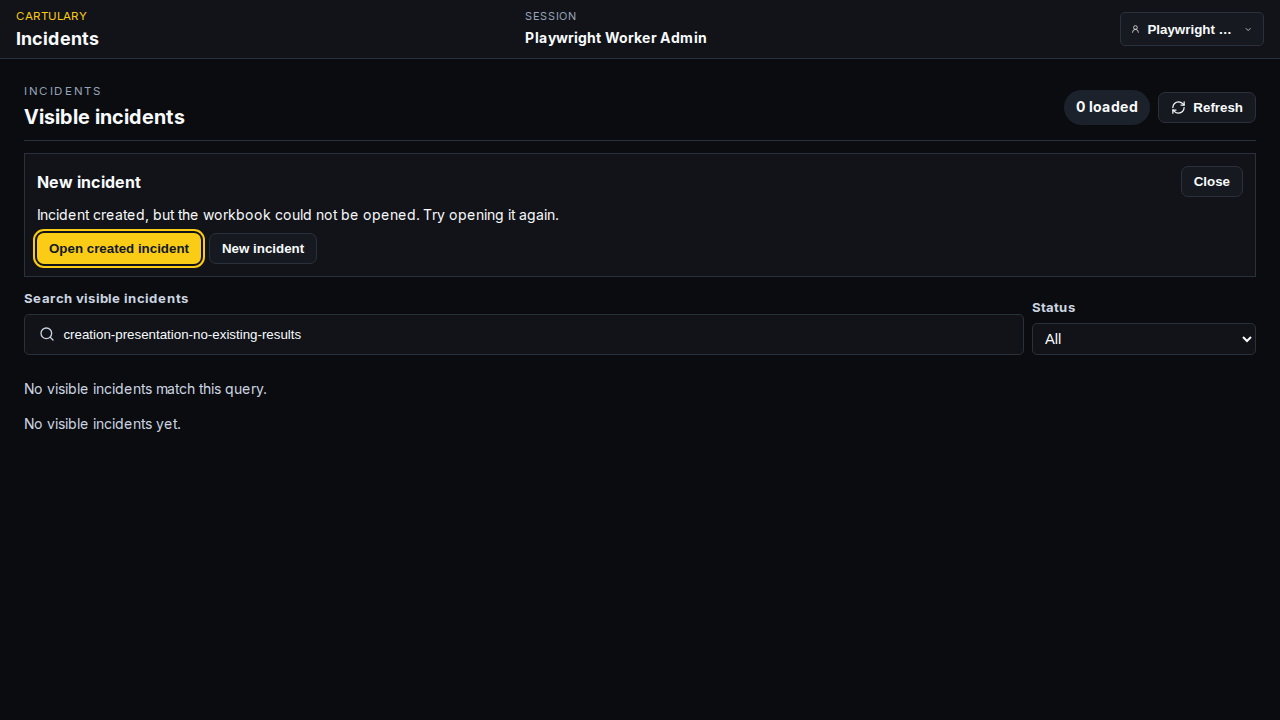 CARTULARY
Incidents
SESSION
Playwright Worker Admin
Playwright ...
INCIDENTS
Visible incidents
0 loaded
Refresh
New incident
Close
Incident created, but the workbook could not be opened. Try opening it again.
Open created incident
New incident
Search visible incidents
creation-presentation-no-existing-results
Status
All
No visible incidents match this query.
No visible incidents yet.